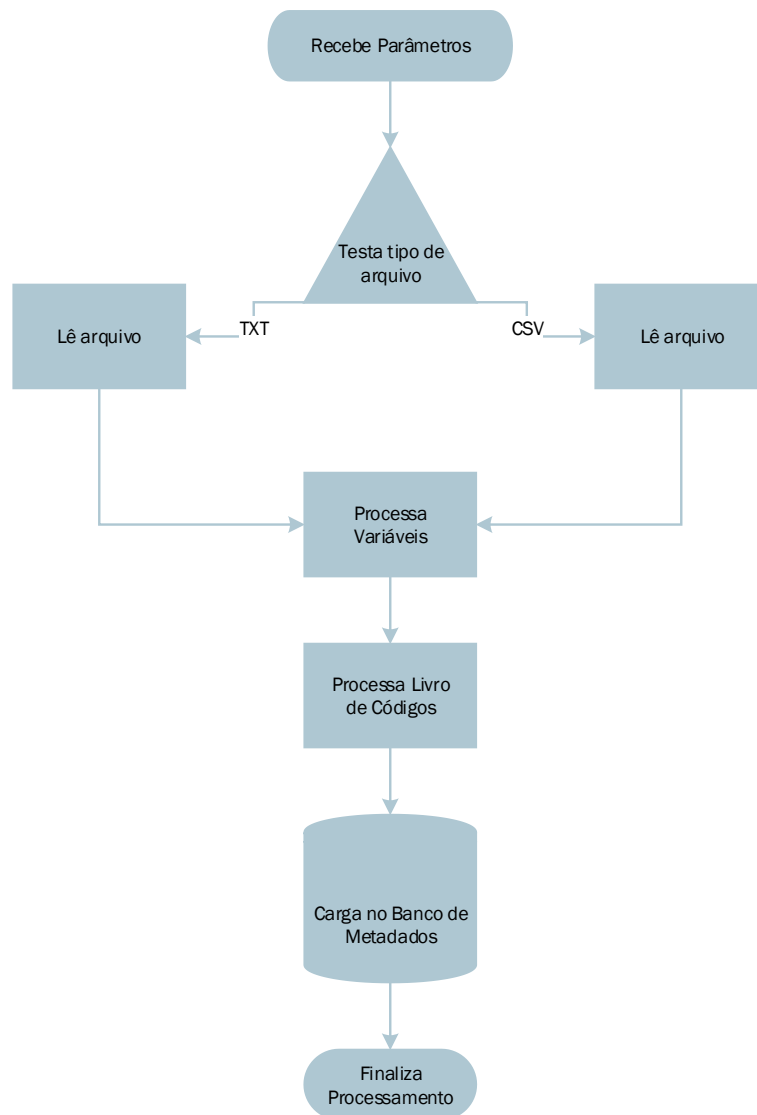 Recebe Parâmetros
Testa tipo de
arquivo
TXT
CSV
Lê arquivo
Lê arquivo
Processa
Variáveis
Processa Livro
de Códigos
Carga no Banco de
Metadados
Finaliza
Processamento